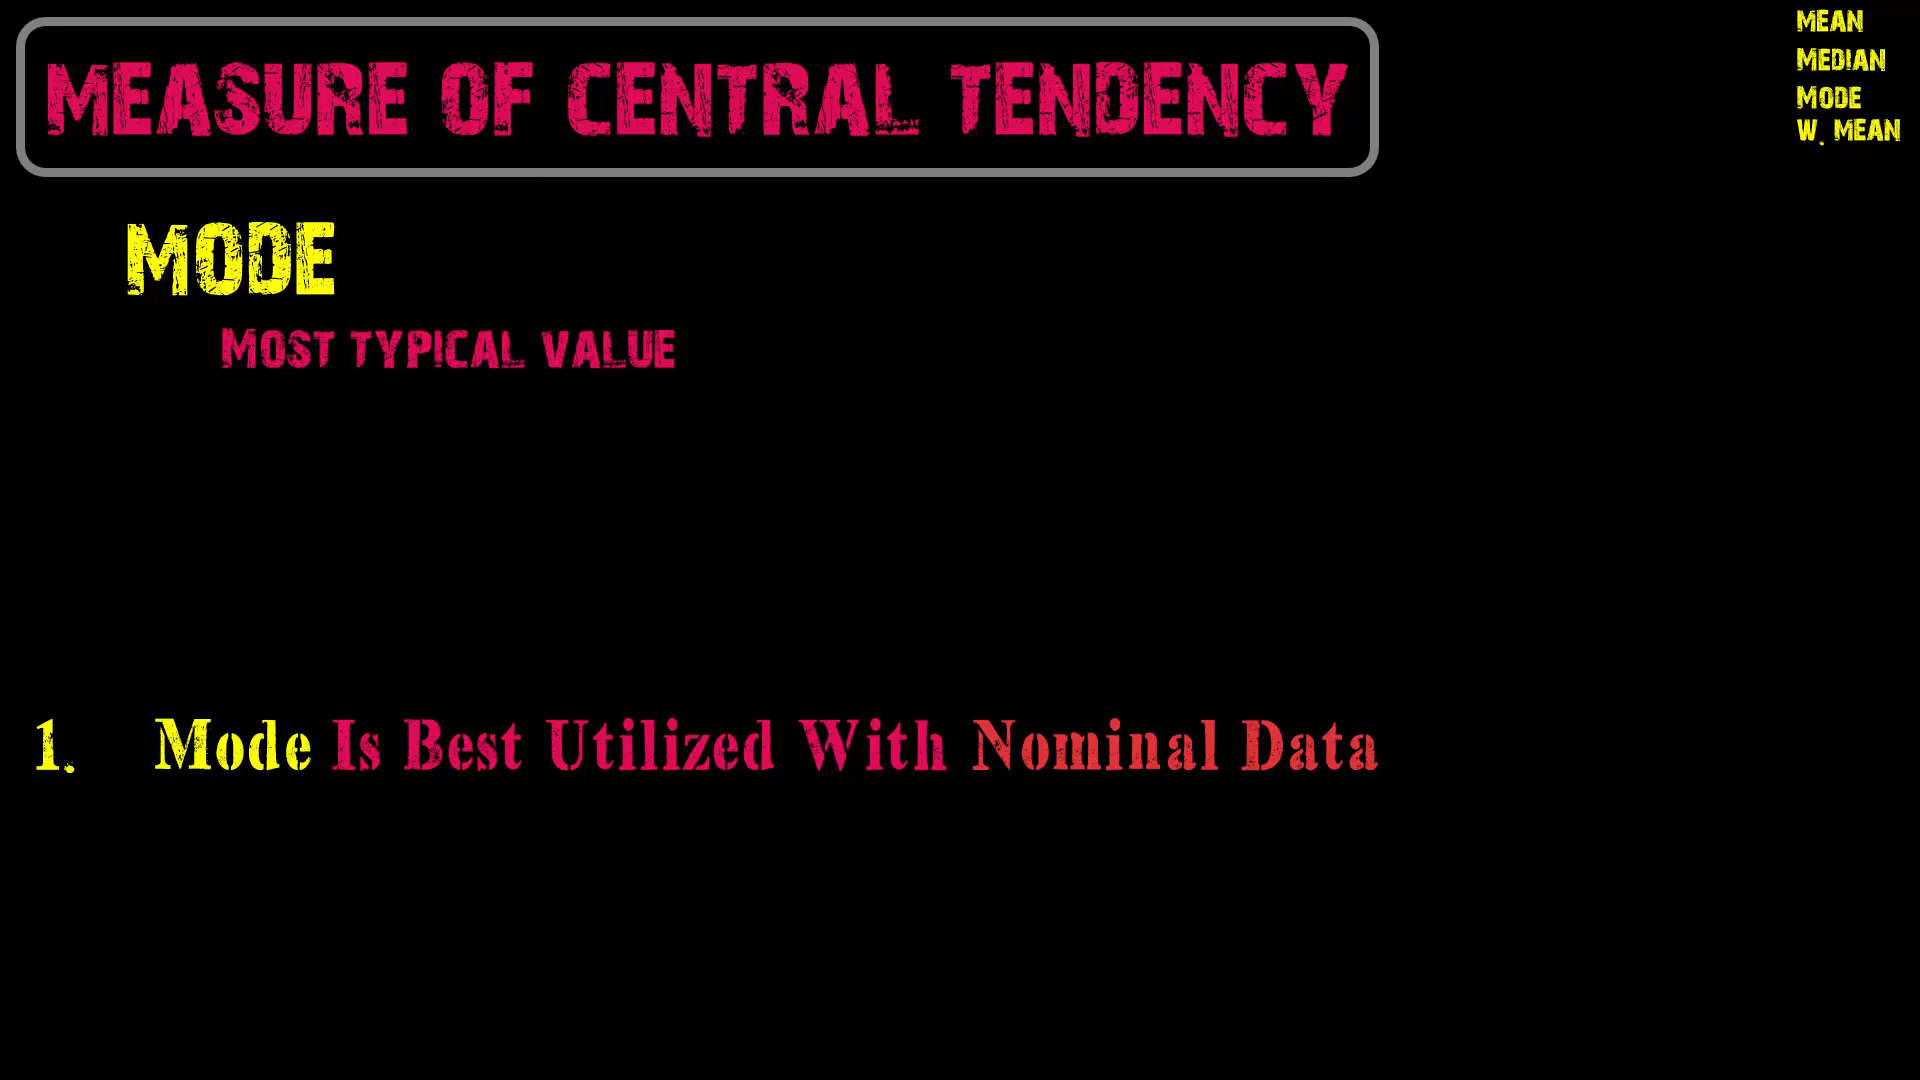 MEASURE OF CENTRAL TENDENCY
MEAN
MEDIAN
MODE
W. MEAN
MODE
MOST TYPICAL VALUE
1. Mode Is Best Utilized With Nominal Data